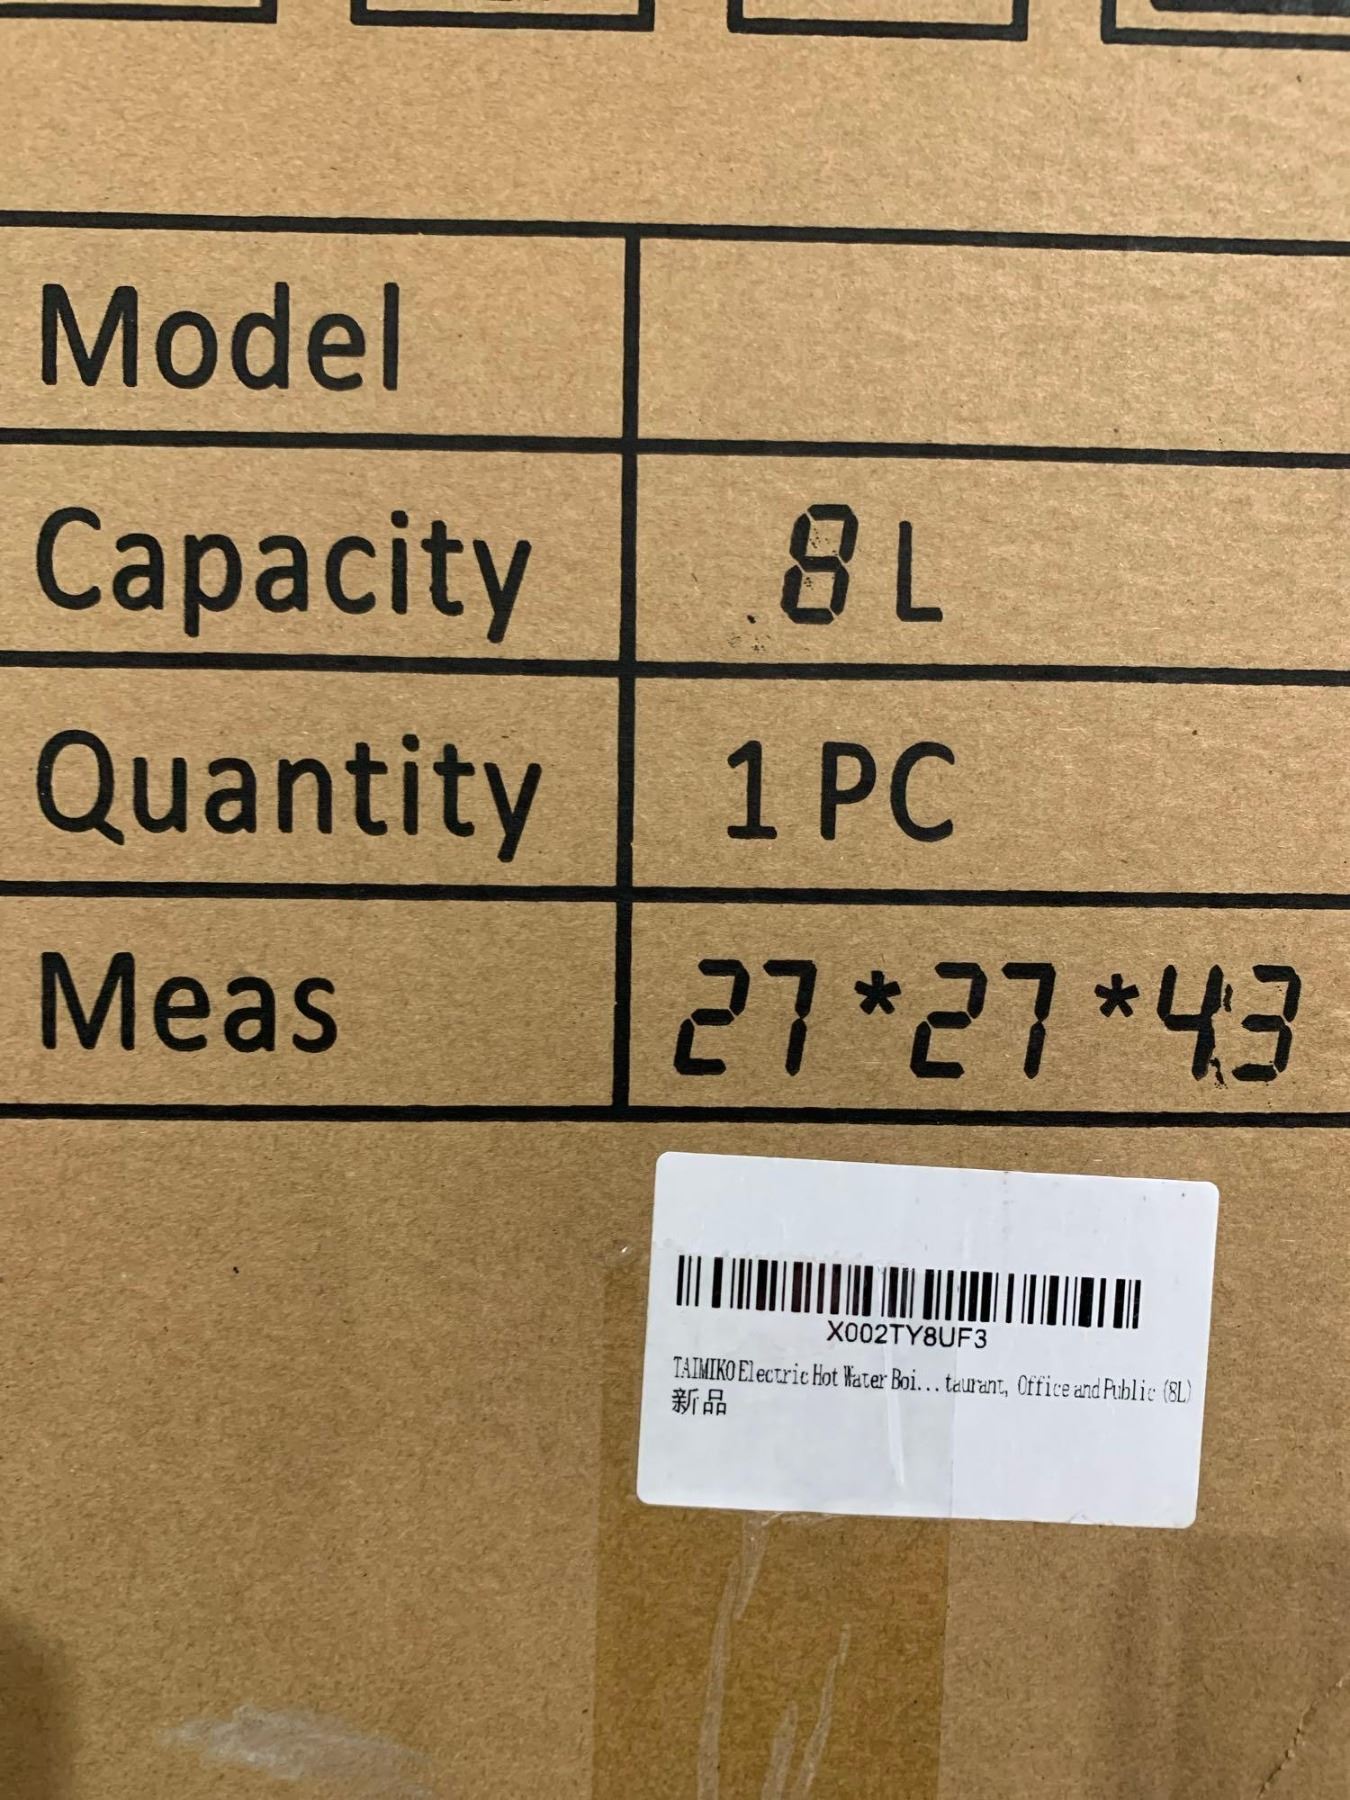 Model
Capacity 8 L
Quantity 1 PC
Meas 27*27*43
X002TY8UF3
TAIMIKO Electric Hot Water Boi... taurant, Office and Public (8L)
新品